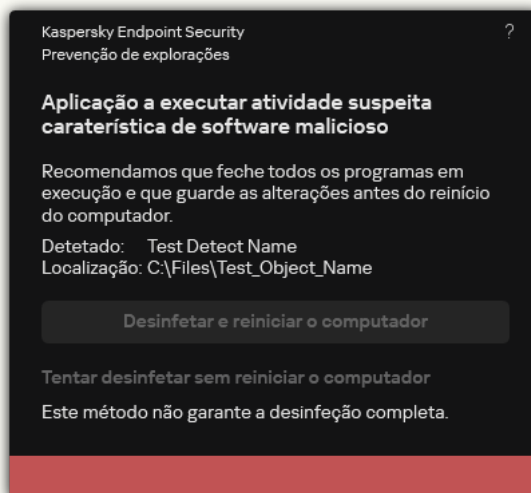 Kaspersky Endpoint Security
?
Prevenção de explorações
Aplicação a executar atividade suspeita
caraterística de software malicioso
Recomendamos que feche todos os programas em
execução e que guarde as alterações antes do reinício
do computador.
Detetado: Test Detect Name
Localização: C:\Files\Test_Object_Name
Desinfetar e reiniciar o computador
Tentar desinfetar sem reiniciar o computador
Este método não garante a desinfeção completa.